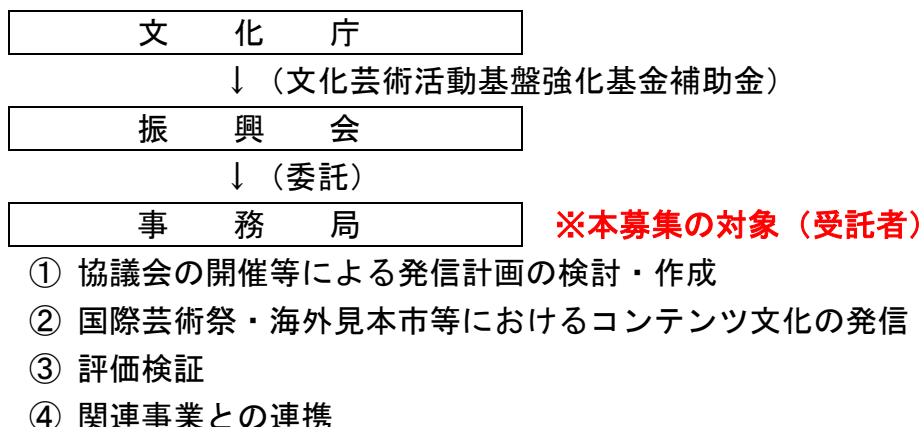 文 化 庁
↓（文化芸術活動基盤強化基金補助金）
振 興 会
↓（委託）
事 務 局 ※本募集の対象（受託者）
① 協議会の開催等による発信計画の検討・作成
② 国際芸術祭・海外見本市等におけるコンテンツ文化の発信
③ 評価検証
④ 関連事業との連携